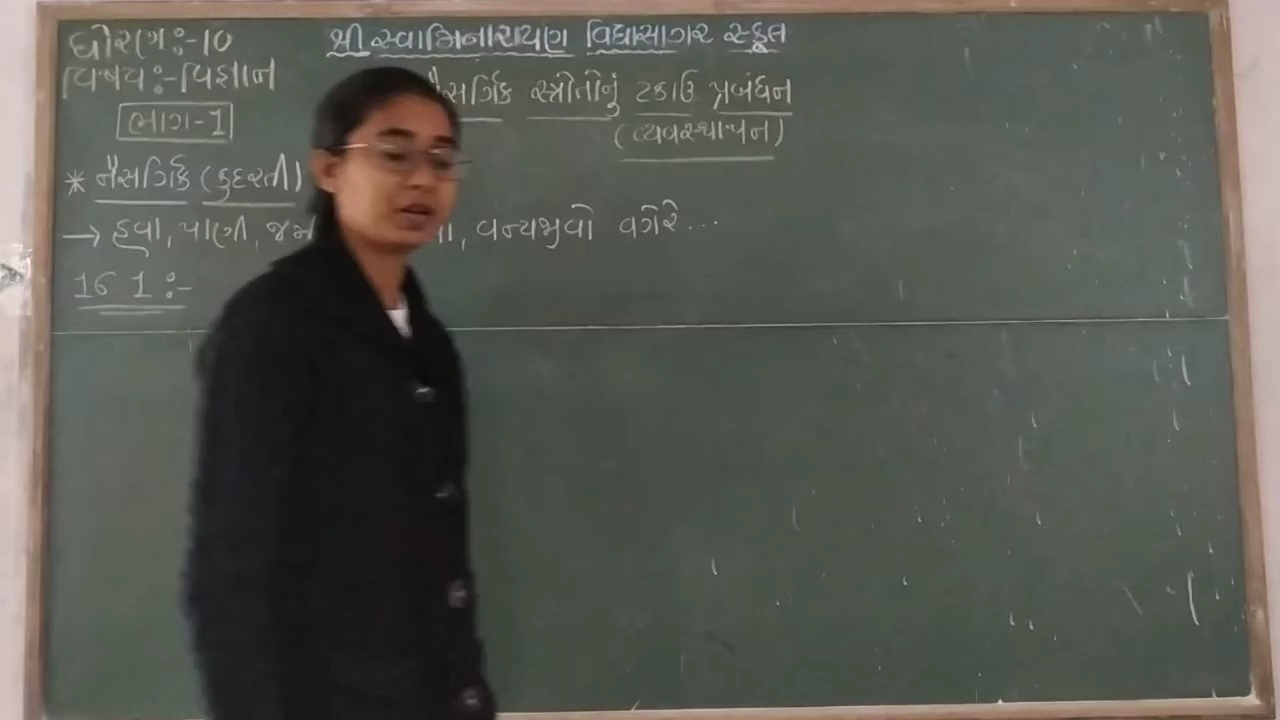 ધોરણ :- 10
શ્રી સ્વામિનારાયણ વિદ્યાસાગર સ્કૂલ
વિષય :- વિજ્ઞાન
નૈસર્ગિક સ્ત્રોતોનું ટકાઉ પ્રબંધન
ભાગ-1
(વ્યવસ્થાપન)
* નૈસર્ગિક (કુદરતી)
→ હવા, પાણી, વન્યજીવો વગેરે...
16 1 :-